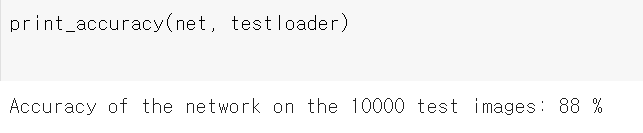 print_accuracy(net, testloader)
Accuracy of the network on the 10000 test images: 88 %